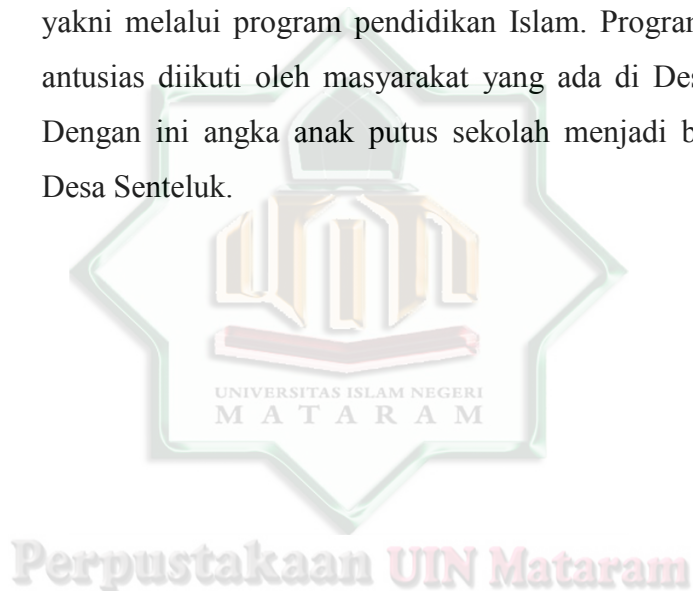 yakni melalui program pendidikan Islam. Program
antusias diikuti oleh masyarakat yang ada di
Dengan ini angka anak putus sekolah menjadi
Desa Senteluk.
UNIVERSITAS ISLAM NEGERI
MATARAM
Perpustakaan UIN Mataram